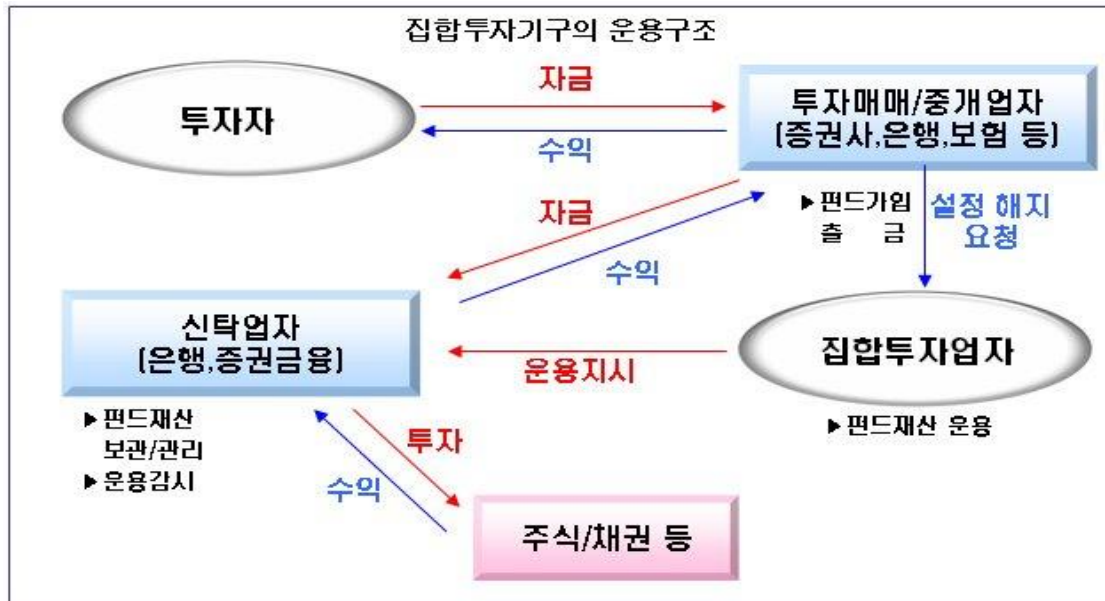 집합투자기구의 운용구조
투자자
자금
수익
투자매매/중개업자
(증권사,은행,보험 등)
자금
수익
▶펀드가입
출 금
설정 해지
요청
신탁업자
(은행,증권금융)
운용지시
집합투자업자
▶펀드재산
보관/관리
▶운용감시
투자
수익
▶펀드재산 운용
주식/채권 등